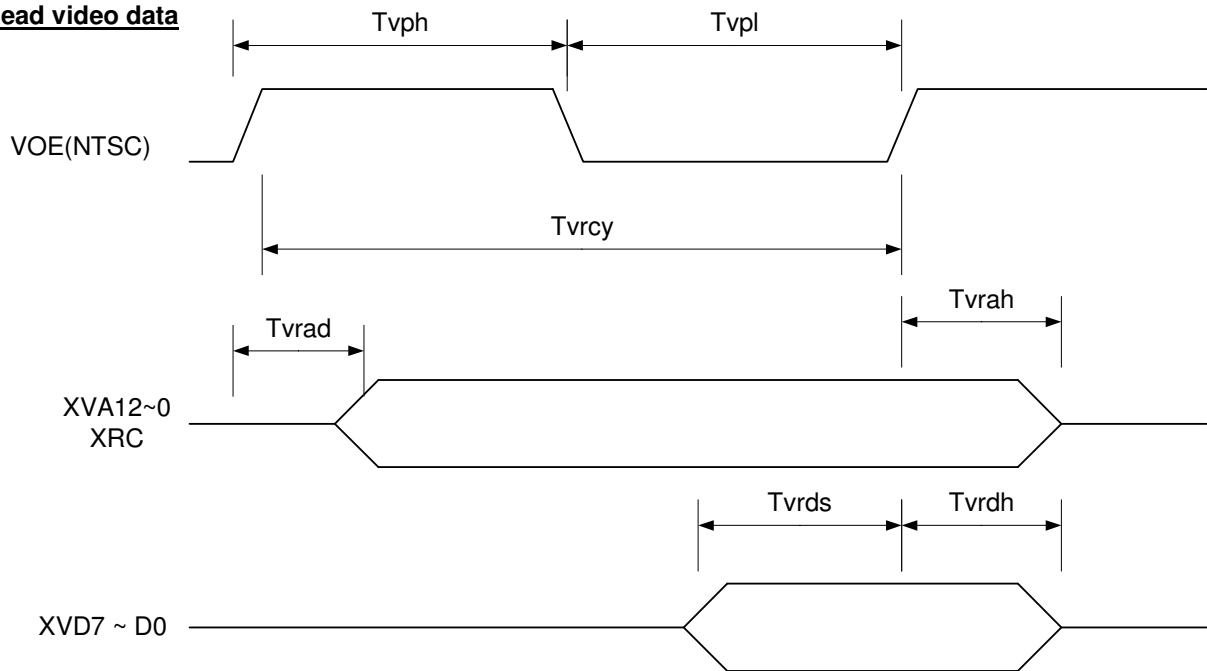 ead video data
Tvph
Tvpl
VOE(NTSC)
Tvrcy
Tvrah
Tvrad
XVA12~0
XRC
Tvrds
Tvrdh
XVD7 ~ D0